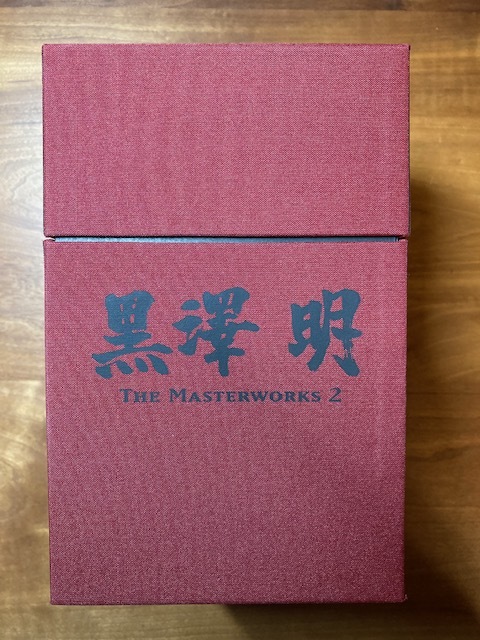 黒澤 明
The Masterworks 2